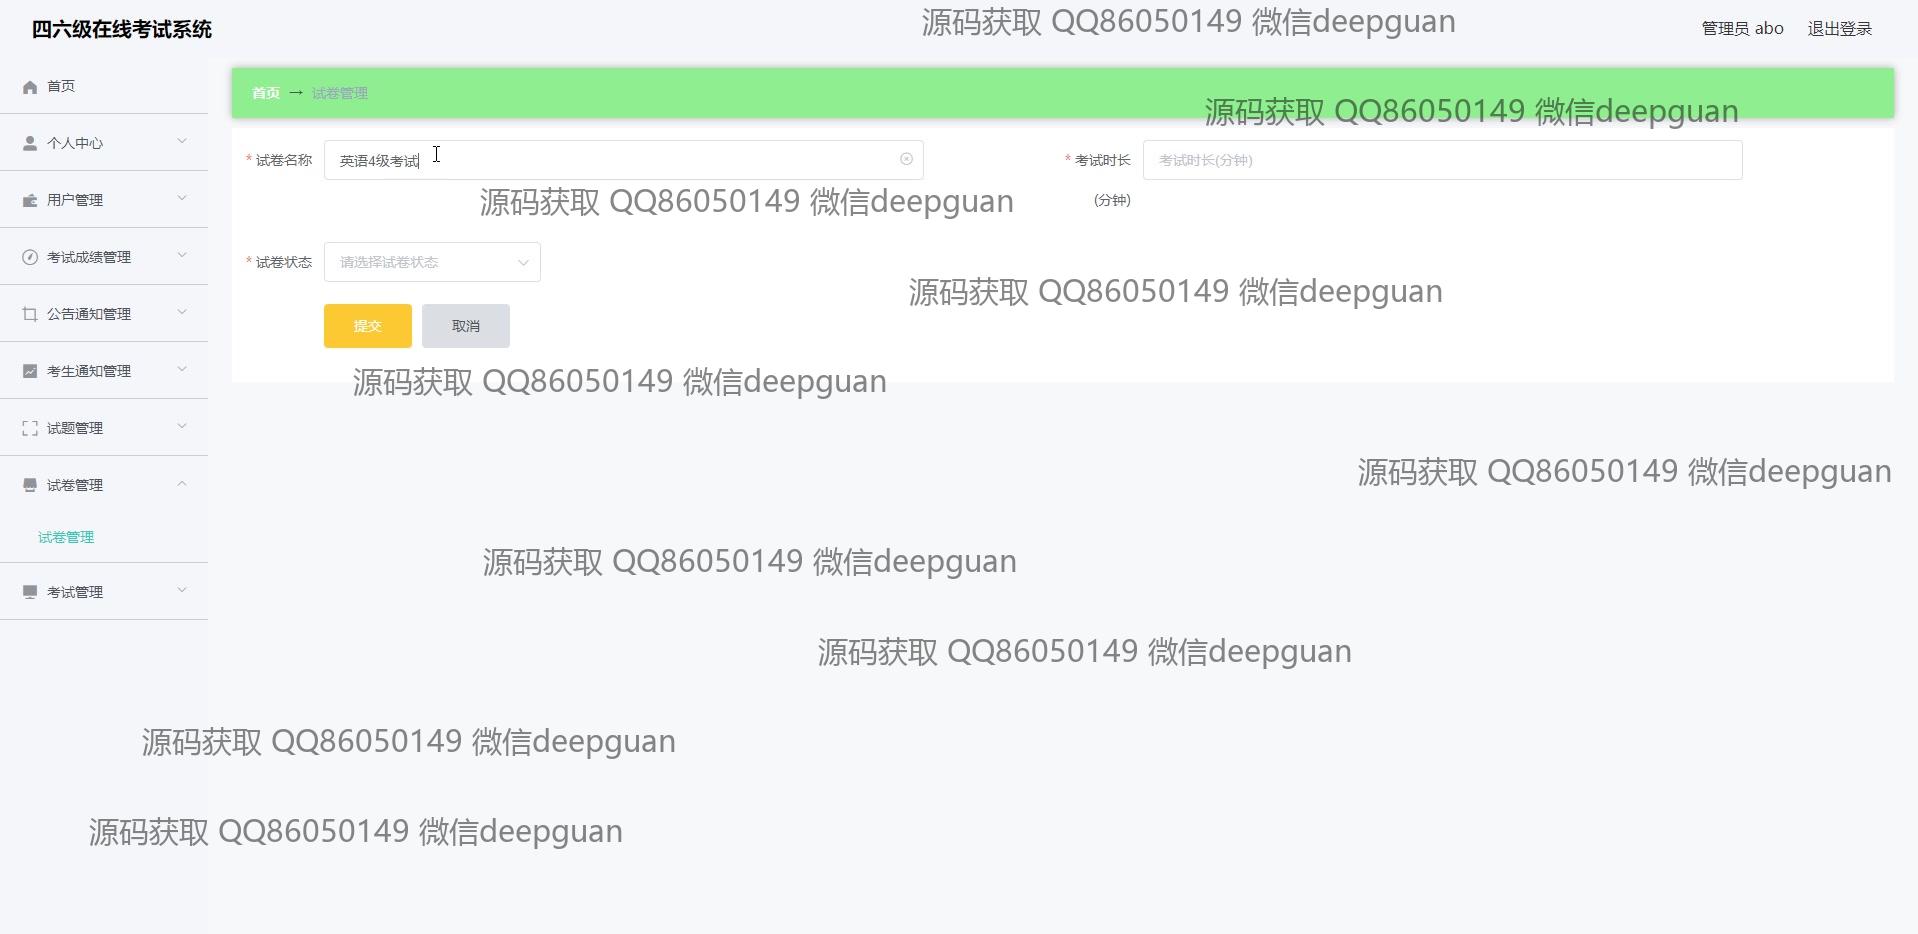 四六级在线考试系统
源码获取 QQ86050149 微信deepguan
管理员 abo 退出登录
首页
首页 → 试卷管理
源码获取 QQ86050149 微信deepguan
个人中心
* 试卷名称 英语4级考试
* 考试时长 考试时长(分钟)
(分钟)
用户管理
源码获取 QQ86050149 微信deepguan
考试成绩管理
* 试卷状态 请选择试卷状态
源码获取 QQ86050149 微信deepguan
公告通知管理
提交 取消
考生通知管理
源码获取 QQ86050149 微信deepguan
试题管理
试卷管理
源码获取 QQ86050149 微信deepguan
试卷管理
源码获取 QQ86050149 微信deepguan
考试管理
源码获取 QQ86050149 微信deepguan
源码获取 QQ86050149 微信deepguan
源码获取 QQ86050149 微信deepguan